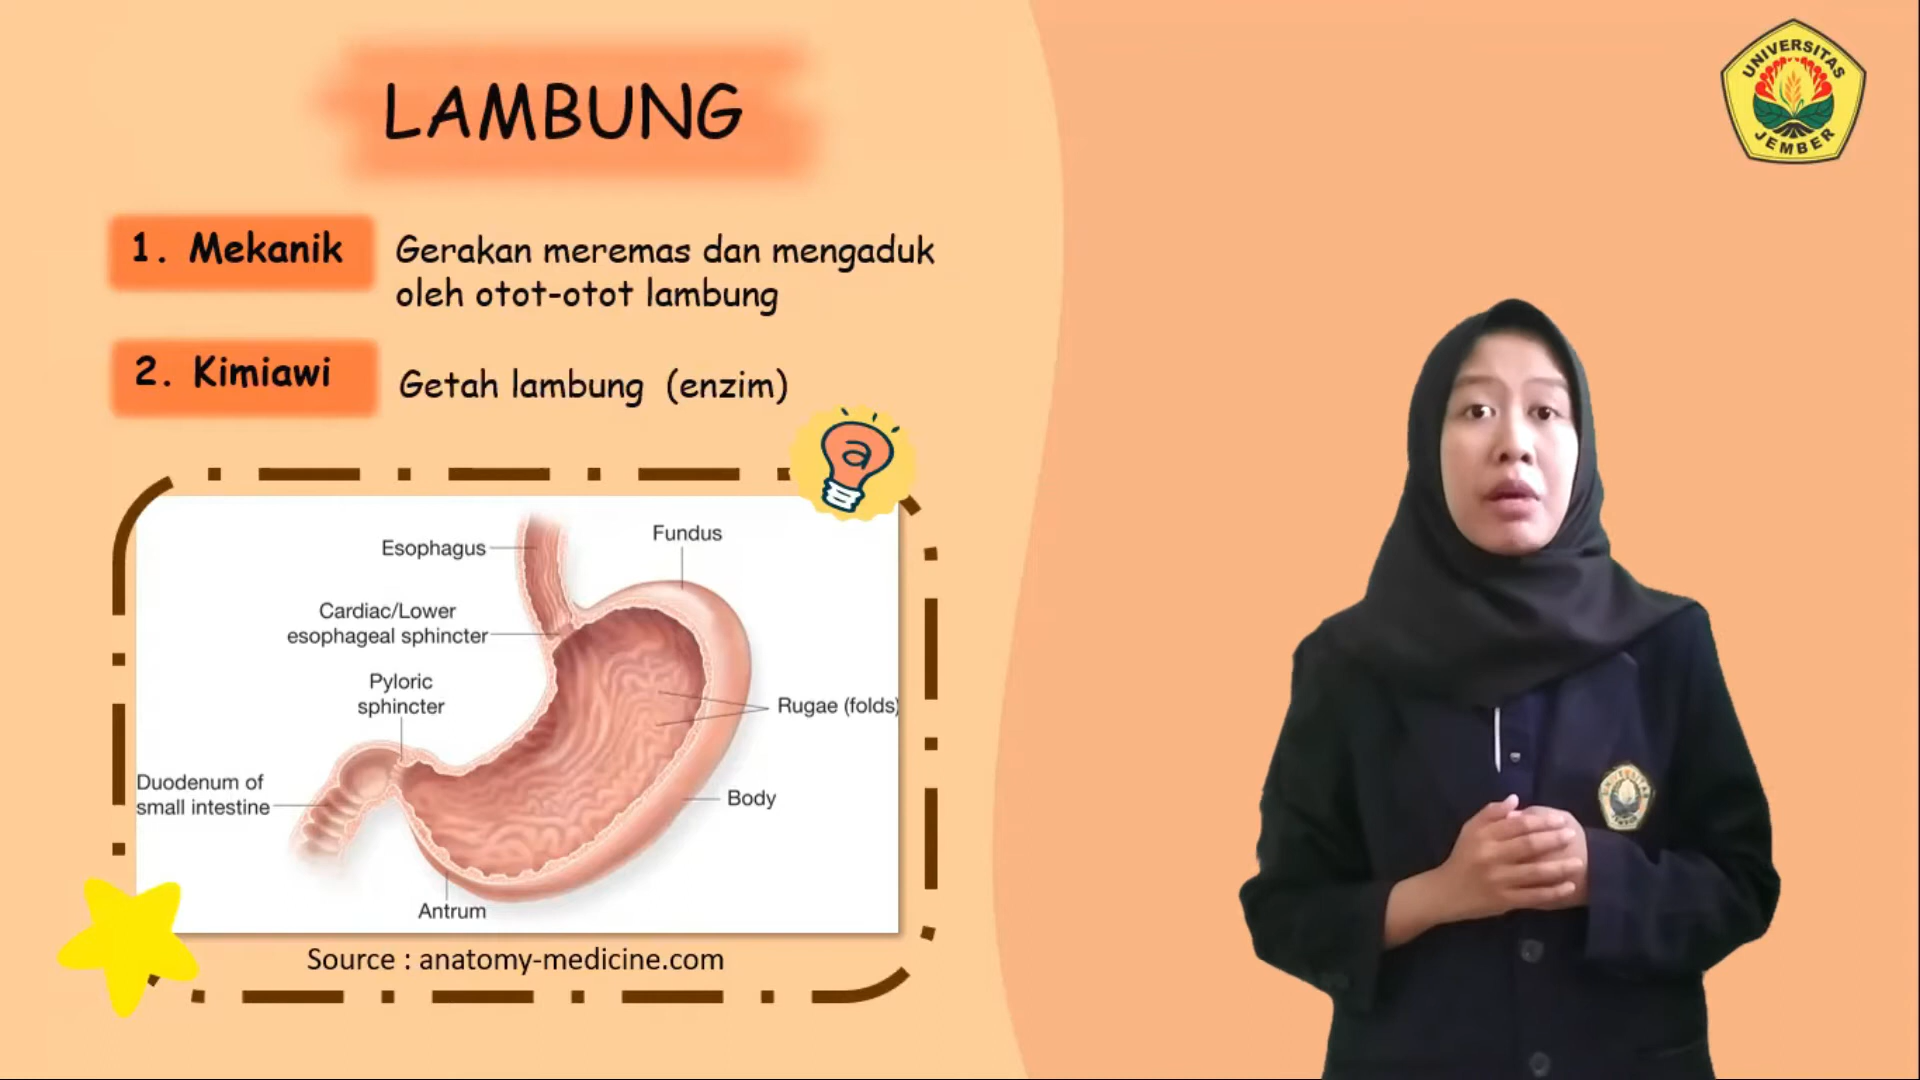 LAMBUNG
1. Mekanik
Gerakan meremas dan mengaduk
oleh otot-otot lambung
2. Kimiawi
Getah lambung (enzim)
a
Esophagus
Fundus
Cardiac/Lower
esophageal sphincter
Pyloric
sphincter
Rugae (folds)
Duodenum of
small intestine
Body
Antrum
Source : anatomy-medicine.com
UNIVERSITAS
JEMBER
UNIVERSITAS
JEMBER